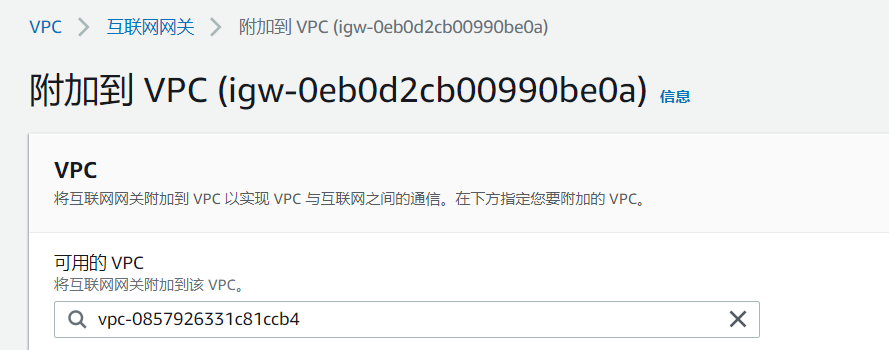 VPC > 互联网网关 > 附加到 VPC (igw-0eb0d2cb00990be0a)
附加到 VPC (igw-0eb0d2cb00990be0a) 信息
VPC
将互联网网关附加到 VPC 以实现 VPC 与互联网之间的通信。在下方指定您要附加的 VPC。
可用的 VPC
将互联网网关附加到该 VPC。
vpc-0857926331c81ccb4